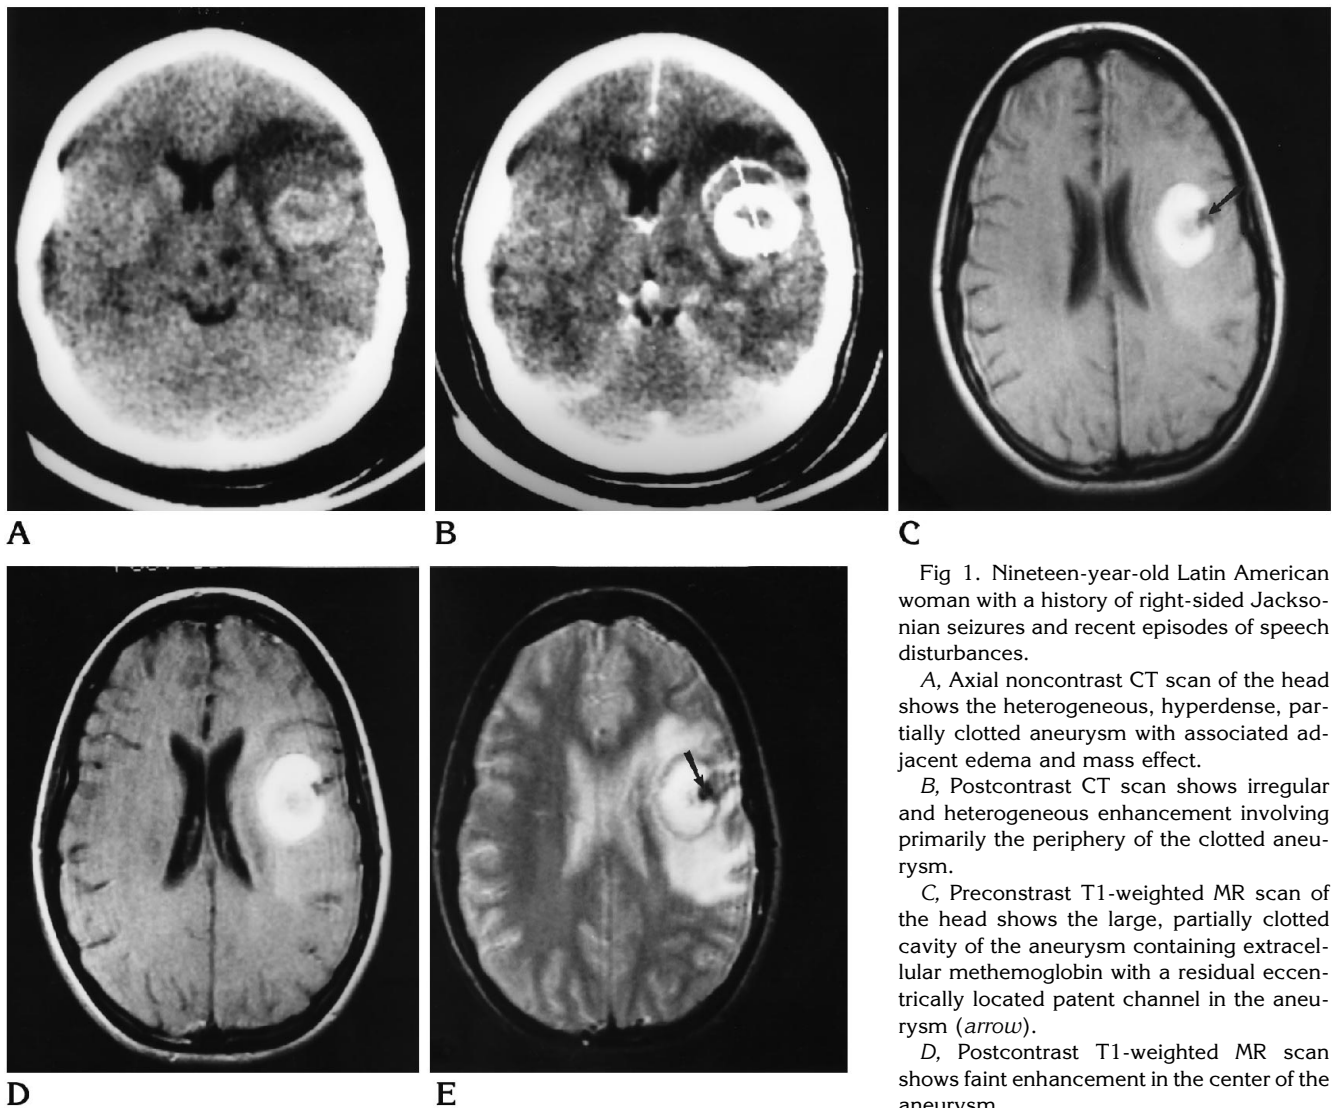 A
B
C
D
E
Fig 1. Nineteen-year-old Latin American
woman with a history of right-sided Jackso-
nian seizures and recent episodes of speech
disturbances.
A, Axial noncontrast CT scan of the head
shows the heterogeneous, hyperdense, par-
tially clotted aneurysm with associated ad-
jacent edema and mass effect.
B, Postcontrast CT scan shows irregular
and heterogeneous enhancement involving
primarily the periphery of the clotted aneu-
rysm.
C, Preconstrast T1-weighted MR scan of
the head shows the large, partially clotted
cavity of the aneurysm containing extracel-
lular methemoglobin with a residual eccen-
trically located patent channel in the aneu-
rysm (arrow).
D, Postcontrast T1-weighted MR scan
shows faint enhancement in the center of the
aneurysm.